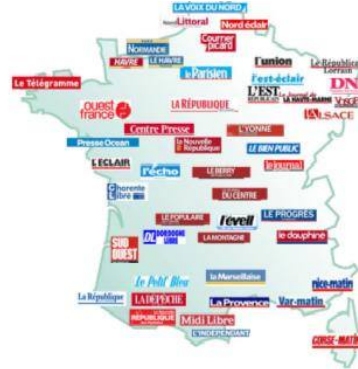 LA VOIX DU NORD
Littoral
Nord éclair
Courrier
picard
NORMANDIE
HAVRE
LE HAVRE
le Parisien
l'union
Le Républicain
Lorrain
l'est-éclair
L'EST
RÉPUBLICAIN
LA HAUTE-MARNE
DN
L'ALSACE
Le Télégramme
ouest
france
LA RÉPUBLIQUE
Centre Presse
L'YONNE
Presse Océan
la Nouvelle
République
LE BIEN PUBLIC
L'ECLAIR
l'écho
LE BERRY
le journal
Charente
Libre
DU CENTRE
LE POPULAIRE
l'éveil
LE PROGRÈS
SUD
OUEST
DL
DORDOGNE
LIBRE
LA MONTAGNE
le dauphiné
Le Petit Bleu
la Marseillaise
nice-matin
La République
LA DEPECHE
La Provence
Var-matin
RÉPUBLIQUE
Midi Libre
L'INDÉPENDANT
CORSE-MATIN